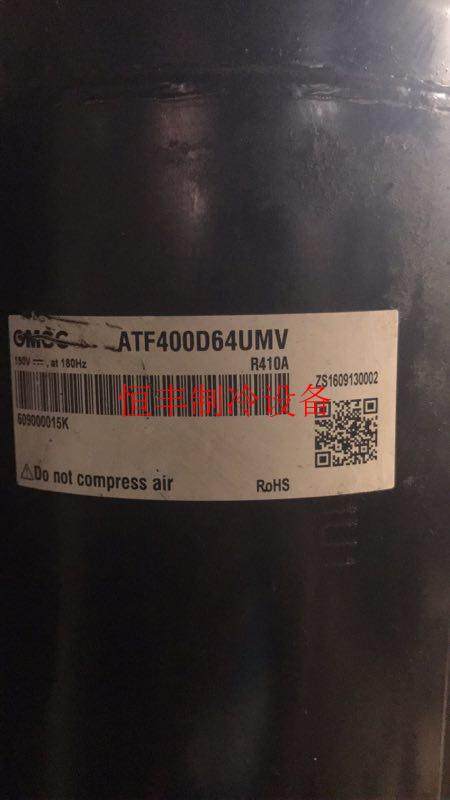 GMCC ATF400D64UMV
150V ⎓, at 180Hz R410A
ZS1609130002
恒丰制冷设备
609000015K
⚠Do not compress air RoHS